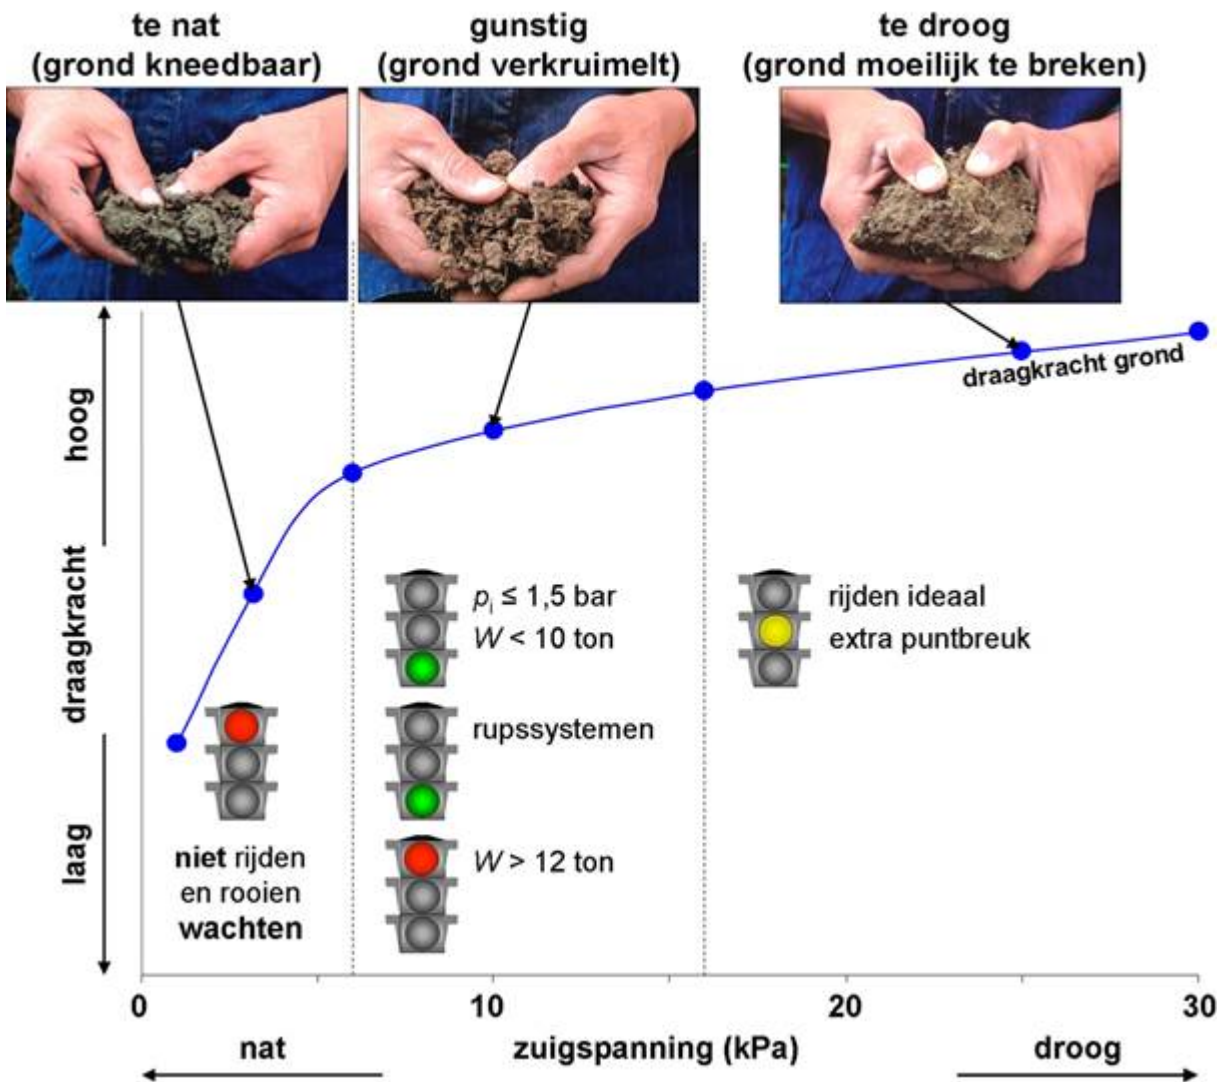 te nat
(grond kneedbaar)
gunstig
(grond verkruimelt)
te droog
(grond moeilijk te breken)
hoog
draagkracht
laag
draagkracht grond
p_i ≤ 1,5 bar
W < 10 ton
rijden ideaal
extra puntbreuk
rupssystemen
W > 12 ton
niet rijden
en rooien
wachten
0
10
20
30
nat
zuigspanning (kPa)
droog